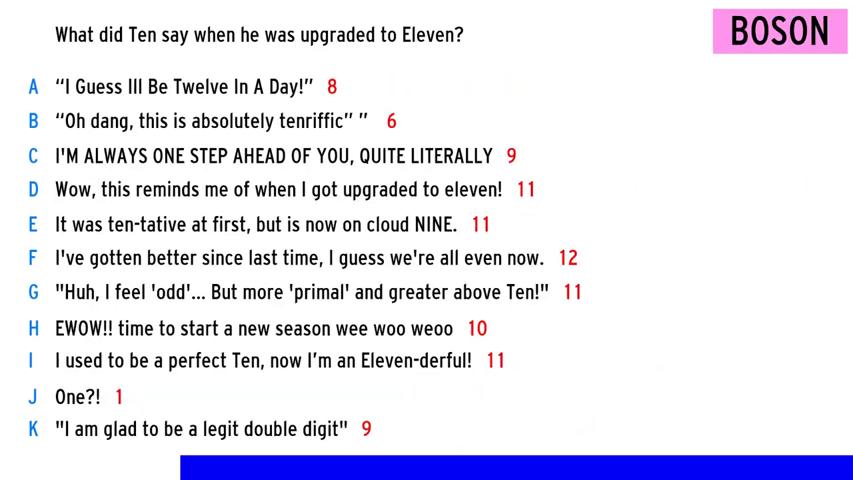 What did Ten say when he was upgraded to Eleven?
BOSON
A “I Guess Ill Be Twelve In A Day!” 8
B “Oh dang, this is absolutely tenriffic” ” 6
C I'M ALWAYS ONE STEP AHEAD OF YOU, QUITE LITERALLY 9
D Wow, this reminds me of when I got upgraded to eleven! 11
E It was ten-tative at first, but is now on cloud NINE. 11
F I've gotten better since last time, I guess we're all even now. 12
G "Huh, I feel 'odd'... But more 'primal' and greater above Ten!" 11
H EWOW!! time to start a new season wee woo weoo 10
I I used to be a perfect Ten, now I’m an Eleven-derful! 11
J One?! 1
K "I am glad to be a legit double digit" 9